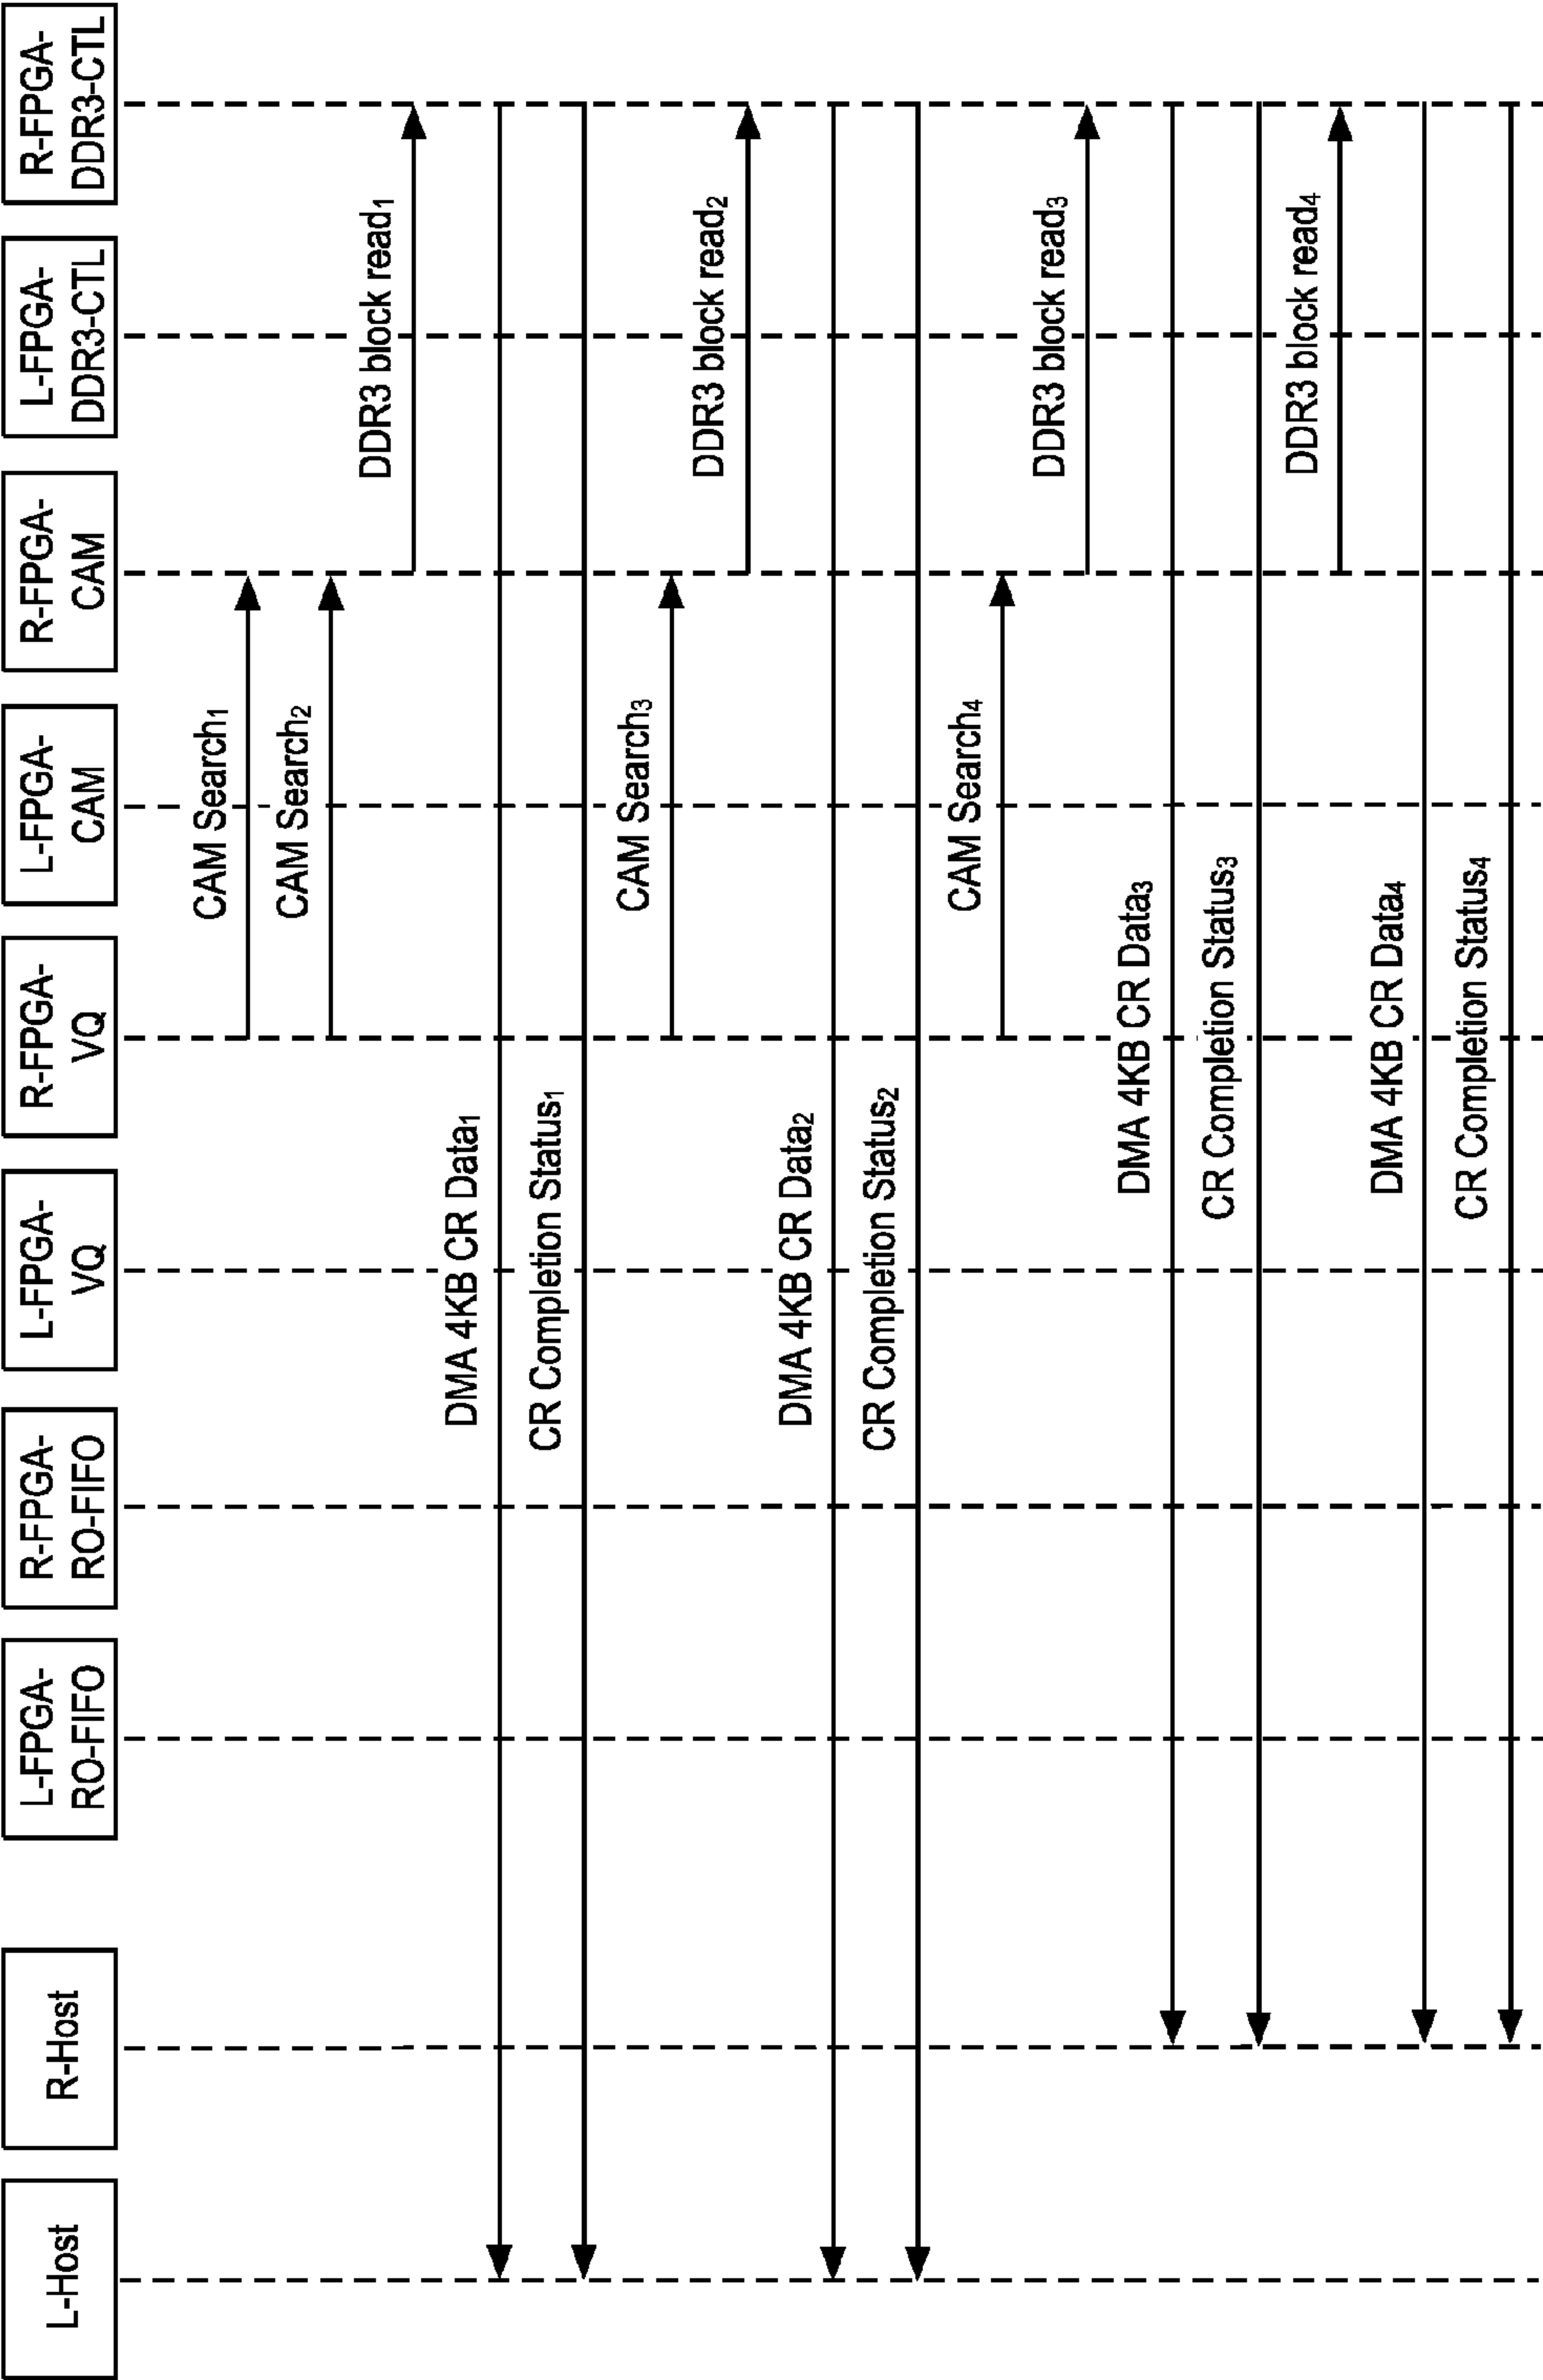 L-Host
R-Host
L-FPGA-
RO-FIFO
R-FPGA-
RO-FIFO
L-FPGA-
VQ
R-FPGA-
VQ
L-FPGA-
CAM
R-FPGA-
CAM
L-FPGA-
DDR3-CTL
R-FPGA-
DDR3-CTL
CAM Search₁
CAM Search₂
DDR3 block read₁
DMA 4KB CR Data₁
CR Completion Status₁
CAM Search₃
DDR3 block read₂
DMA 4KB CR Data₂
CR Completion Status₂
CAM Search₄
DDR3 block read₃
DMA 4KB CR Data₃
CR Completion Status₃
DDR3 block read₄
DMA 4KB CR Data₄
CR Completion Status₄